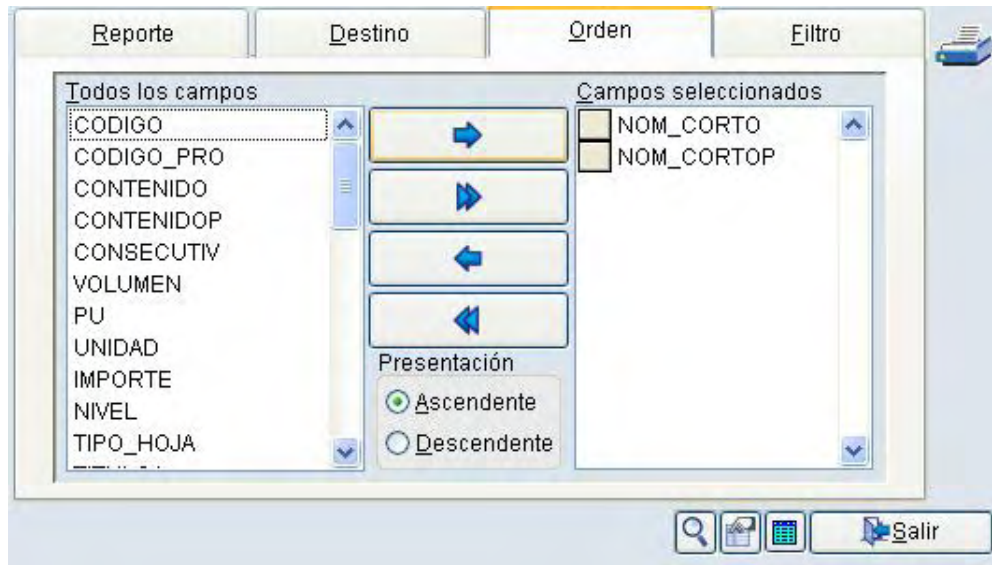 Reporte
Destino
Orden
Filtro
Todos los campos
CODIGO
CODIGO_PRO
CONTENIDO
CONTENIDOP
CONSECUTIV
VOLUMEN
PU
UNIDAD
IMPORTE
NIVEL
TIPO_HOJA
Presentación
Ascendente
Descendente
Campos seleccionados
NOM_CORTO
NOM_CORTOP
Salir